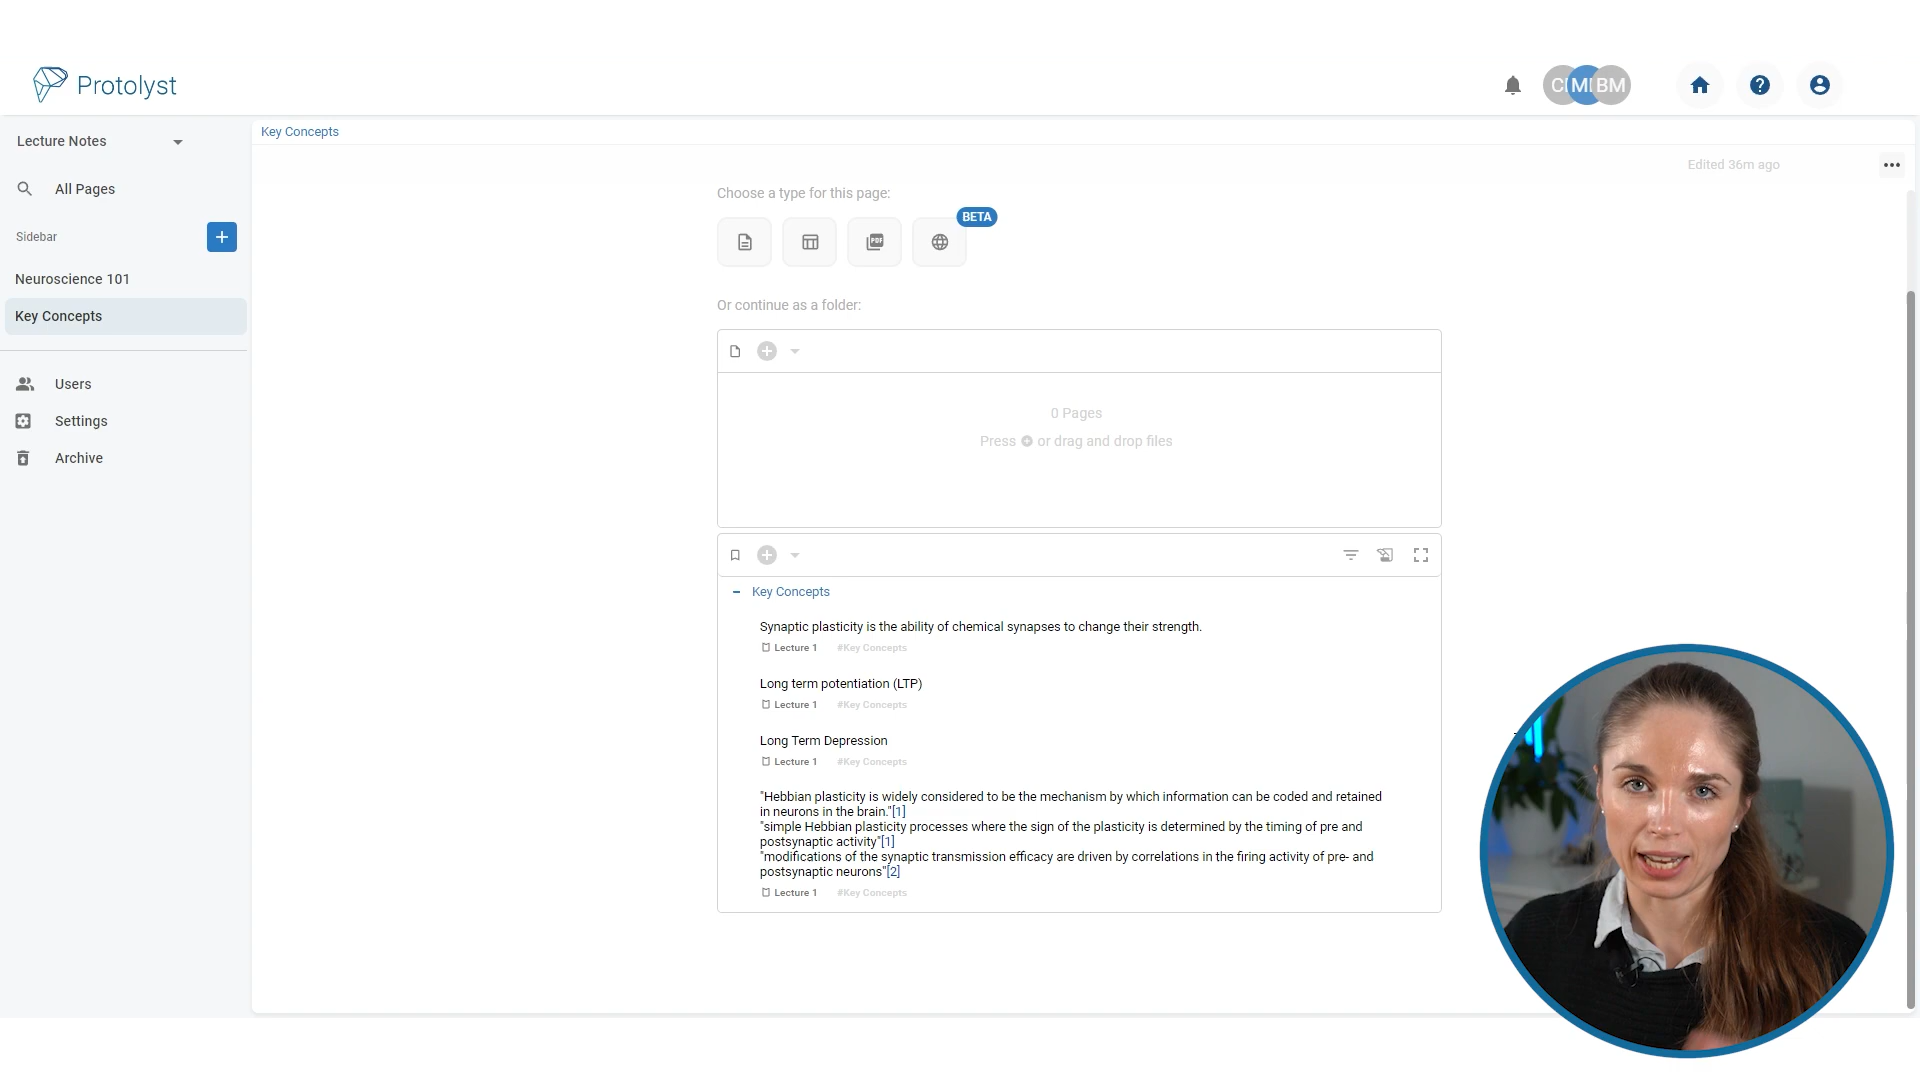 Protolyst
CI MI BM
Lecture Notes
Key Concepts
All Pages
Edited 36m ago
Choose a type for this page:
BETA
PDF
Sidebar
Neuroscience 101
Key Concepts
Or continue as a folder:
Users
Settings
Archive
0 Pages
Press + or drag and drop files
Key Concepts
Synaptic plasticity is the ability of chemical synapses to change their strength.
Lecture 1 #Key Concepts
Long term potentiation (LTP)
Lecture 1 #Key Concepts
Long Term Depression
Lecture 1 #Key Concepts
"Hebbian plasticity is widely considered to be the mechanism by which information can be coded and retained
in neurons in the brain."[1]
"simple Hebbian plasticity processes where the sign of the plasticity is determined by the timing of pre and
postsynaptic activity"[1]
"modifications of the synaptic transmission efficacy are driven by correlations in the firing activity of pre- and
postsynaptic neurons"[2]
Lecture 1 #Key Concepts